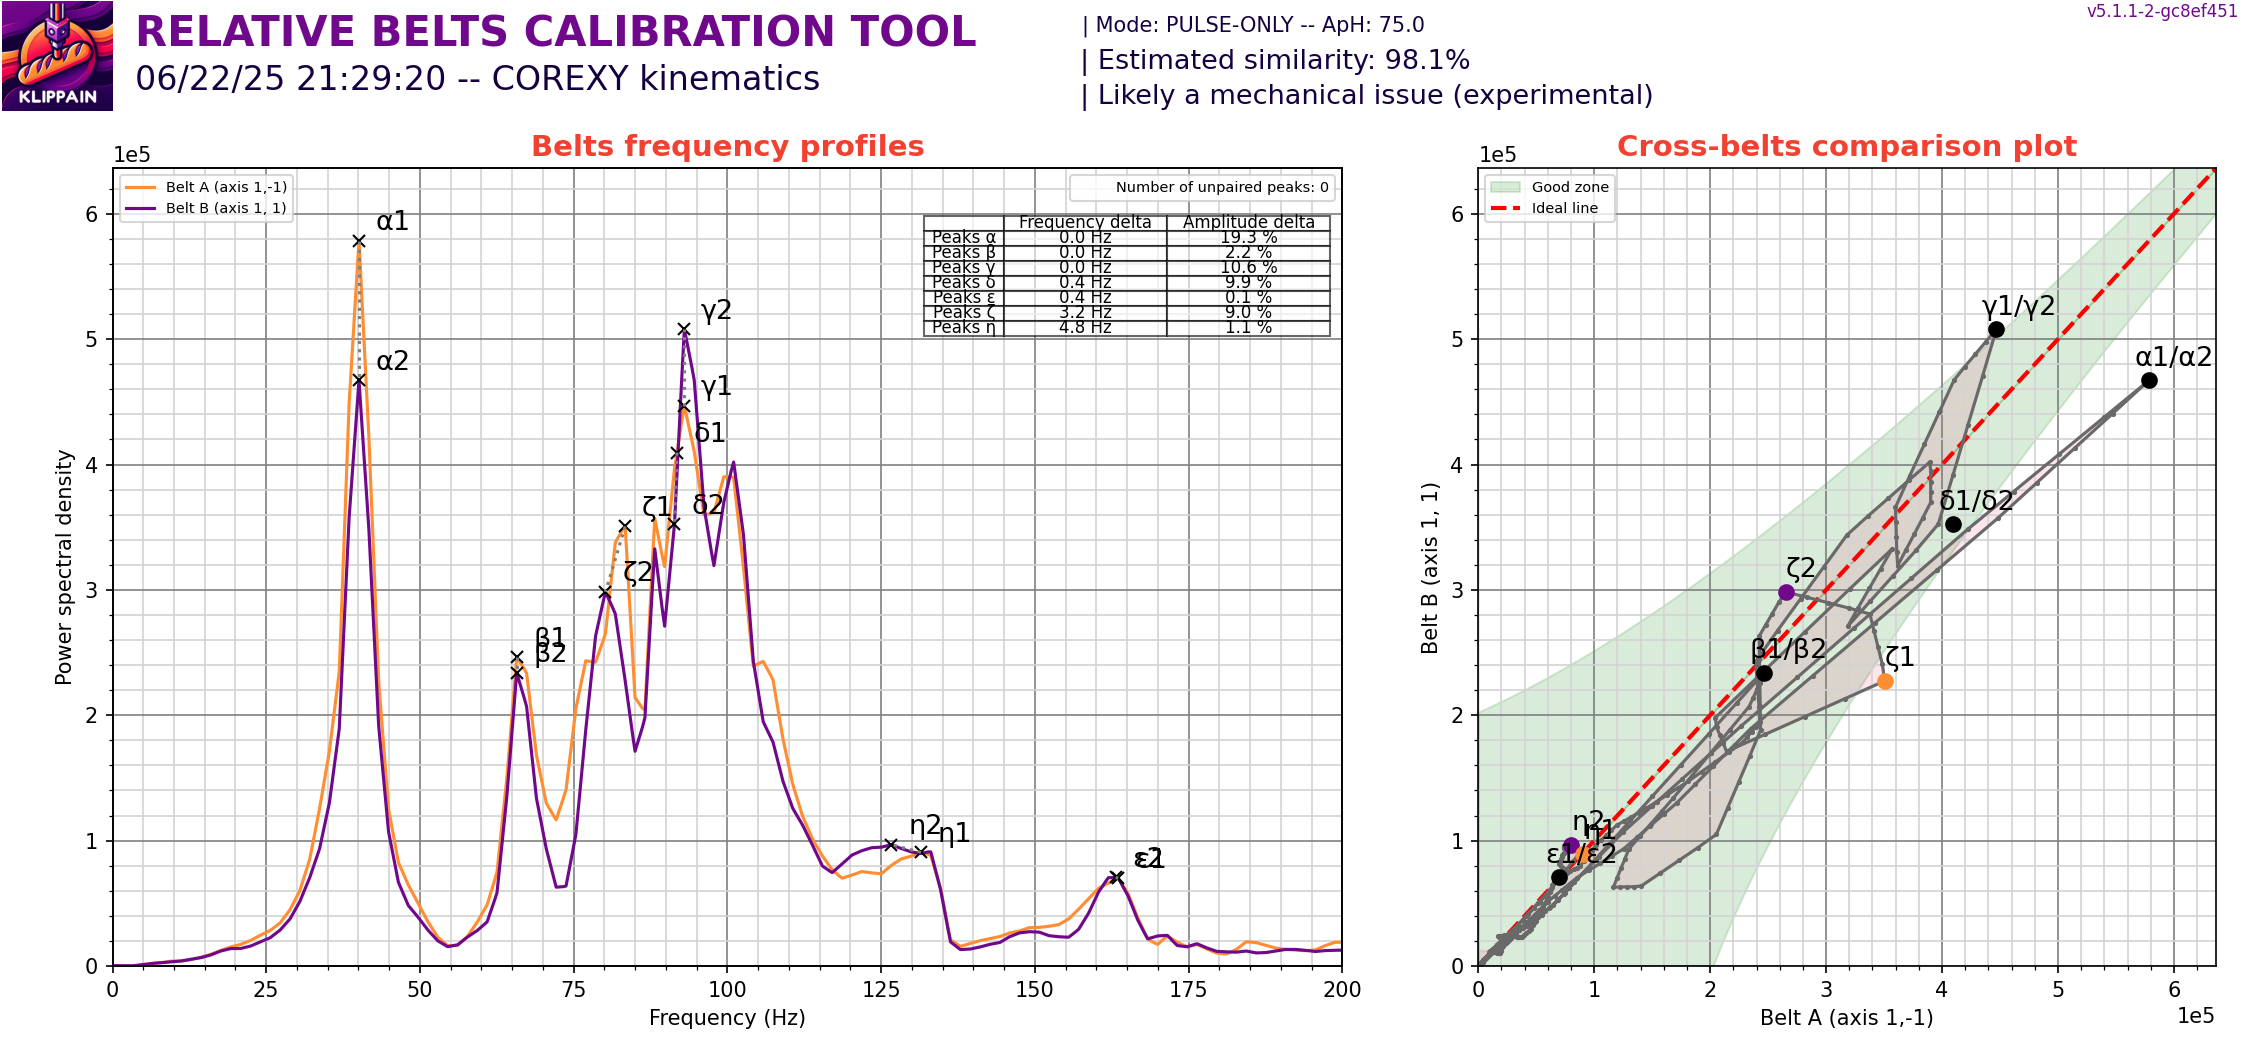 KLIPPAIN
RELATIVE BELTS CALIBRATION TOOL
06/22/25 21:29:20 -- COREXY kinematics
| Mode: PULSE-ONLY -- ApH: 75.0
| Estimated similarity: 98.1%
| Likely a mechanical issue (experimental)
v5.1.1-2-gc8ef451
Belts frequency profiles
1e5
Belt A (axis 1,-1)
Belt B (axis 1, 1)
Number of unpaired peaks: 0
Frequency delta Amplitude delta
Peaks α 0.0 Hz 19.3 %
Peaks β 0.0 Hz 2.2 %
Peaks γ 0.0 Hz 10.6 %
Peaks δ 0.4 Hz 9.9 %
Peaks ε 0.4 Hz 0.1 %
Peaks ζ 3.2 Hz 9.0 %
Peaks η 4.8 Hz 1.1 %
α1
α2
γ2
γ1
δ1
δ2
ζ1
ζ2
β1
β2
η2
η1
ε1
ε2
6
5
4
3
2
1
0
Power spectral density
0 25 50 75 100 125 150 175 200
Frequency (Hz)
Cross-belts comparison plot
1e5
Good zone
Ideal line
γ1/γ2
α1/α2
δ1/δ2
ζ2
β1/β2
ζ1
η2
η1
ε1/ε2
6
5
4
3
2
1
0
Belt B (axis 1, 1)
0 1 2 3 4 5 6
1e5
Belt A (axis 1,-1)